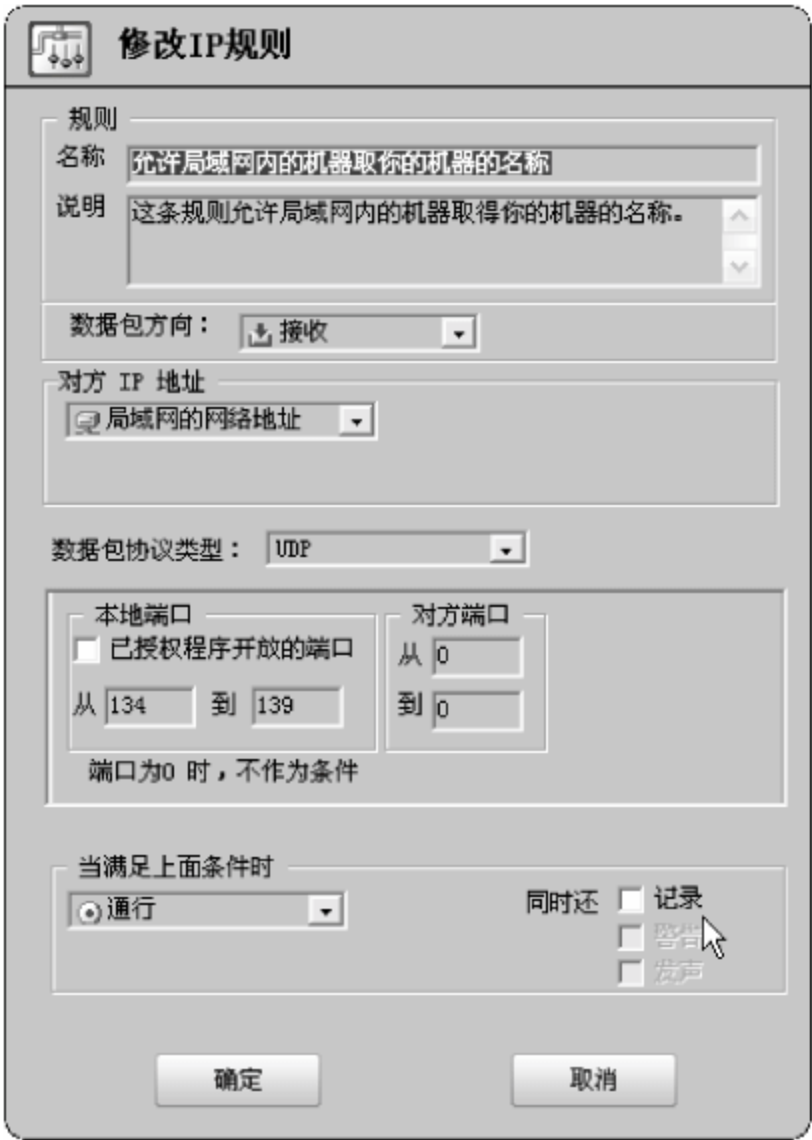 修改IP规则
规则
名称 允许局域网内的机器取你的机器的名称
说明 这条规则允许局域网内的机器取得你的机器的名称。
数据包方向： 接收
对方 IP 地址
局域网的网络地址
数据包协议类型： UDP
本地端口 对方端口
已授权程序开放的端口 从 0
从 134 到 139 到 0
端口为0 时，不作为条件
当满足上面条件时
通行 同时还 记录
警告
发声
确定 取消